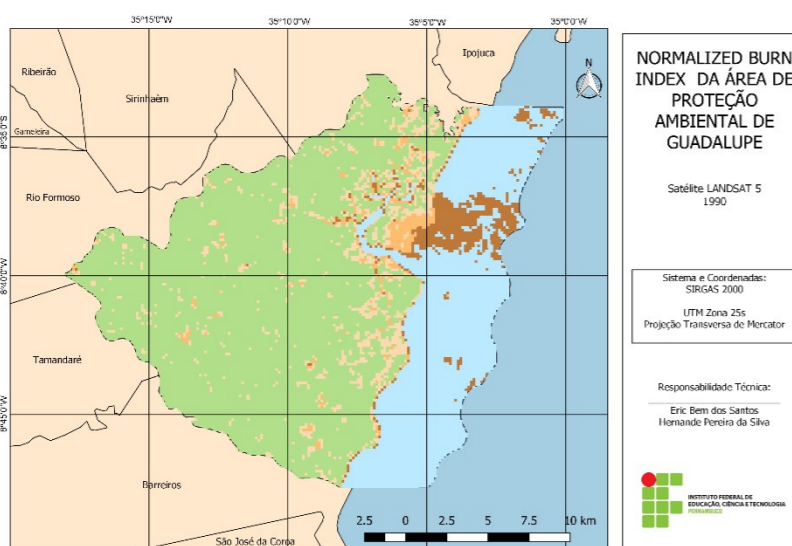 35°15'0"W
35°10'0"W
35°5'0"W
35°0'0"W
Ribeirão
Sirinhaém
Ipojuca
N
Gameleira
8°35'0"S
Rio Formoso
8°40'0"W
Tamandaré
8°45'0"W
Barreiros
São José da Coroa
2.5 0 2.5 5 7.5 10 km
NORMALIZED BURN
INDEX DA ÁREA DE
PROTEÇÃO
AMBIENTAL DE
GUADALUPE
Satélite LANDSAT 5
1990
Sistema e Coordenadas:
SIRGAS 2000
UTM Zona 25s
Projeção Transversa de Mercator
Responsabilidade Técnica:
Eric Bem dos Santos
Hernande Pereira da Silva
INSTITUTO FEDERAL DE
EDUCAÇÃO, CIÊNCIA E TECNOLOGIA
PERNAMBUCO